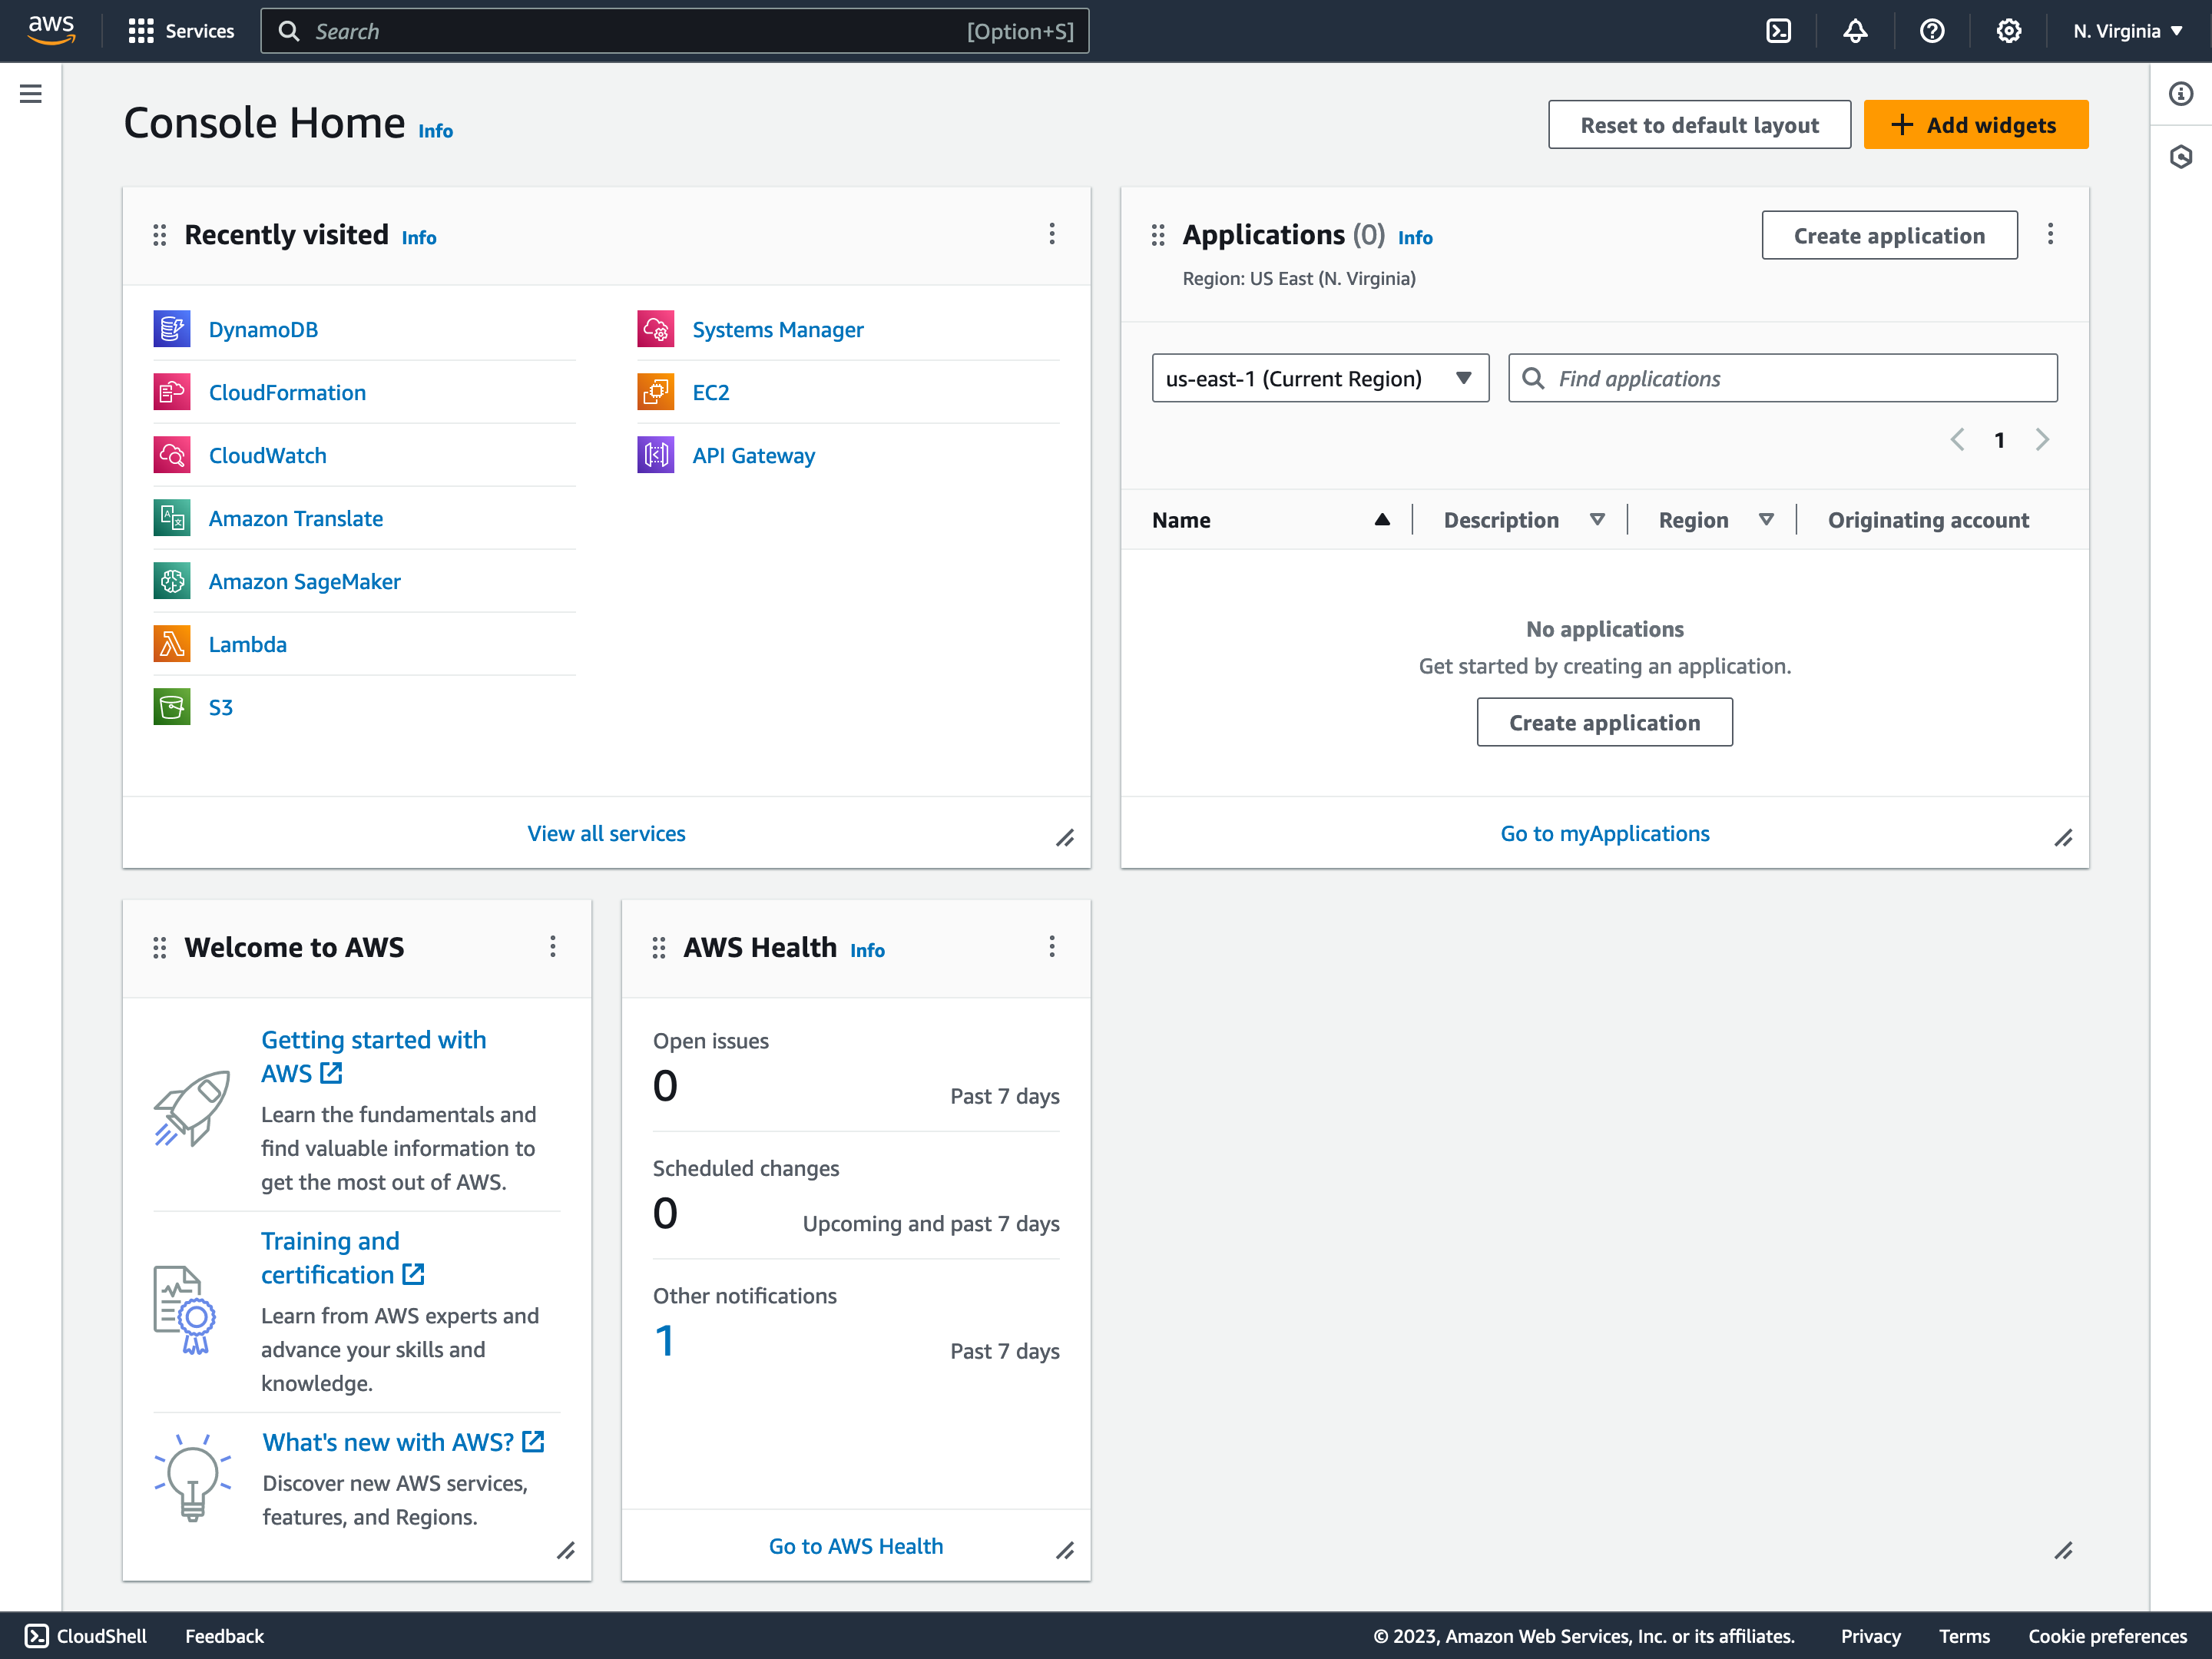 aws
Services
Search
[Option+S]
N. Virginia
Console Home Info
Reset to default layout
Add widgets
Recently visited Info
DynamoDB
CloudFormation
CloudWatch
Amazon Translate
Amazon SageMaker
Lambda
S3
Systems Manager
EC2
API Gateway
View all services
Applications (0) Info
Create application
Region: US East (N. Virginia)
us-east-1 (Current Region)
Find applications
1
Name
Description
Region
Originating account
No applications
Get started by creating an application.
Create application
Go to myApplications
Welcome to AWS
Getting started with
AWS
Learn the fundamentals and
find valuable information to
get the most out of AWS.
Training and
certification
Learn from AWS experts and
advance your skills and
knowledge.
What's new with AWS?
Discover new AWS services,
features, and Regions.
AWS Health Info
Open issues
0
Past 7 days
Scheduled changes
0
Upcoming and past 7 days
Other notifications
1
Past 7 days
Go to AWS Health
CloudShell
Feedback
© 2023, Amazon Web Services, Inc. or its affiliates.
Privacy
Terms
Cookie preferences